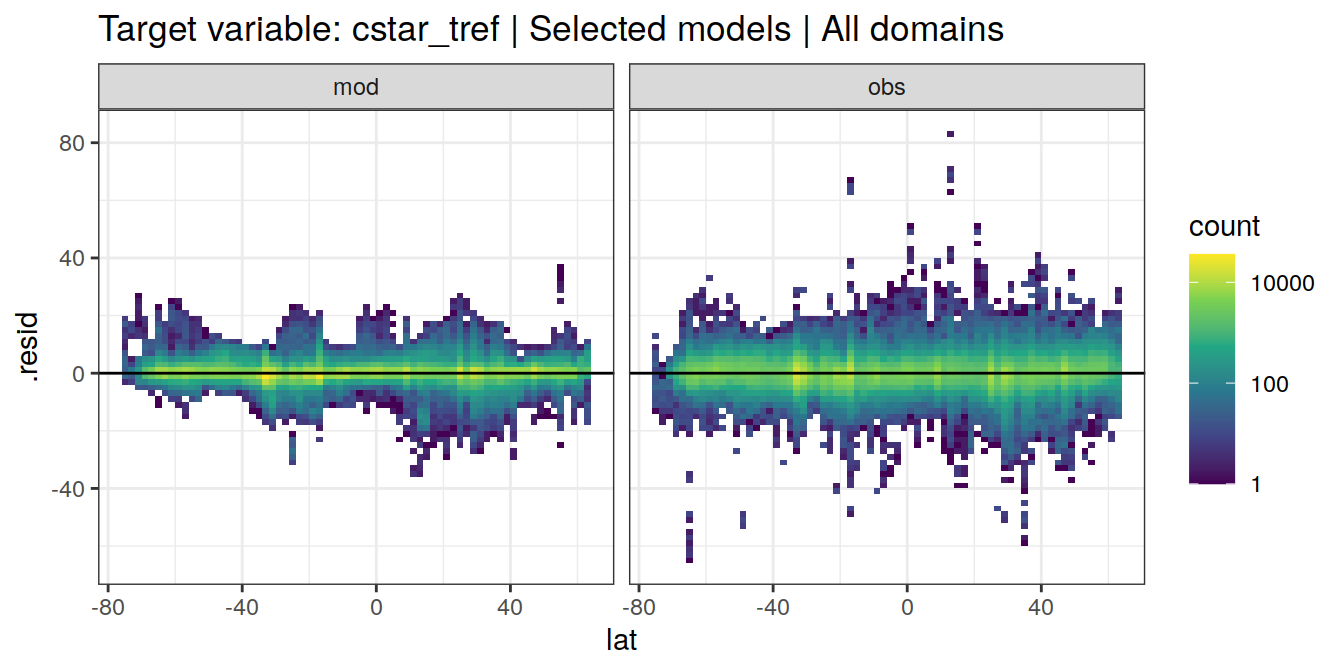 Target variable: cstar_tref | Selected models | All domains
mod
obs
.resid
80
40
0
-40
-80
-40
0
40
-80
-40
0
40
lat
count
10000
100
1